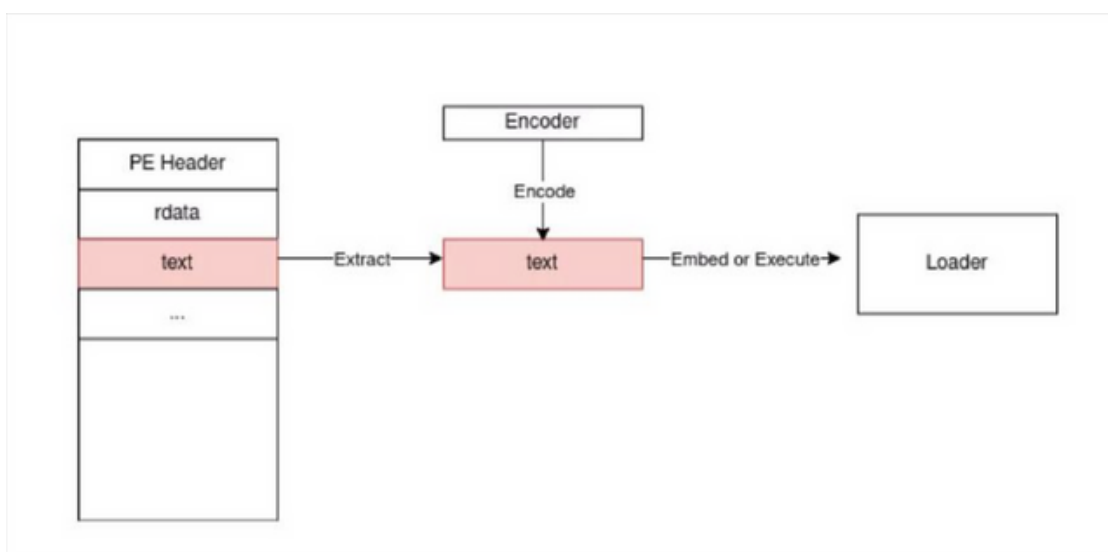 Encoder
PE Header
Encode
rdata
text
Extract
text
Embed or Execute
Loader
...